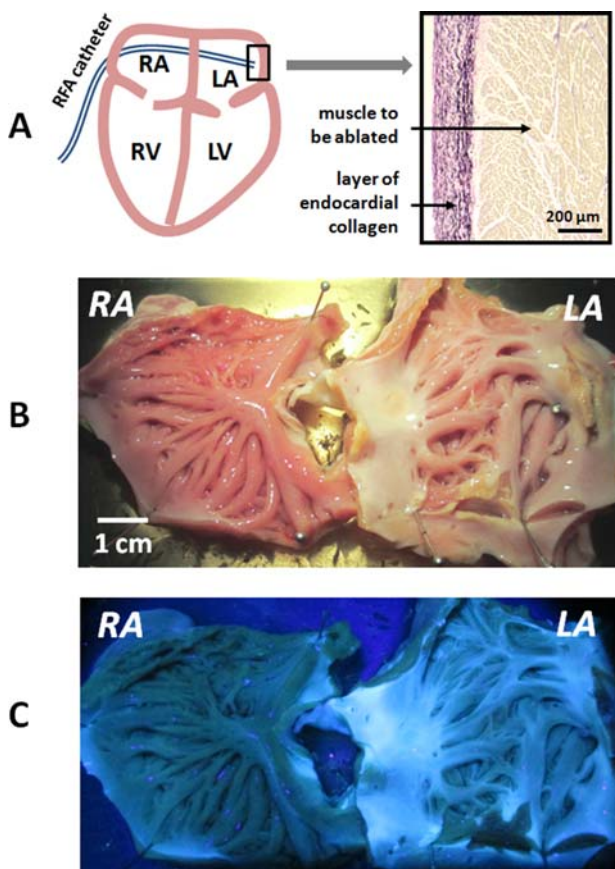 A
RFA catheter
RA
LA
RV
LV
muscle to
be ablated
layer of
endocardial
collagen
200 µm
B
RA
LA
1 cm
C
RA
LA